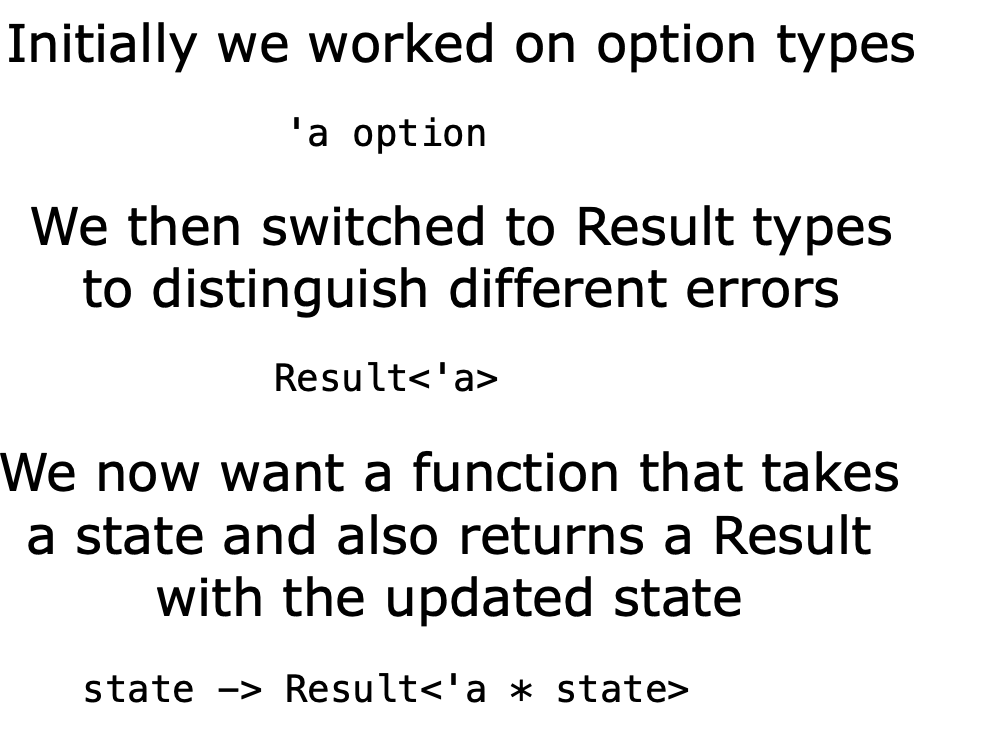 Initially we worked on option types
'a option
We then switched to Result types
to distinguish different errors
Result<'a>
We now want a function that takes
a state and also returns a Result
with the updated state
state -> Result<'a * state>